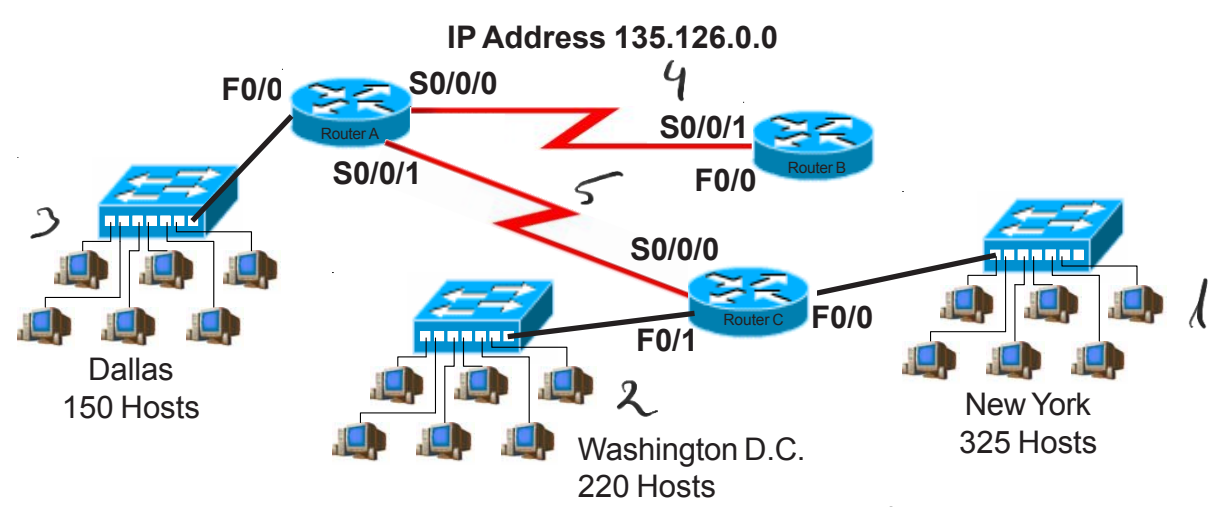 IP Address 135.126.0.0
F0/0
S0/0/0
4
Router A
S0/0/1
Router B
S0/0/1
F0/0
5
3
S0/0/0
Router C
F0/0
F0/1
1
Dallas
150 Hosts
2
Washington D.C.
220 Hosts
New York
325 Hosts